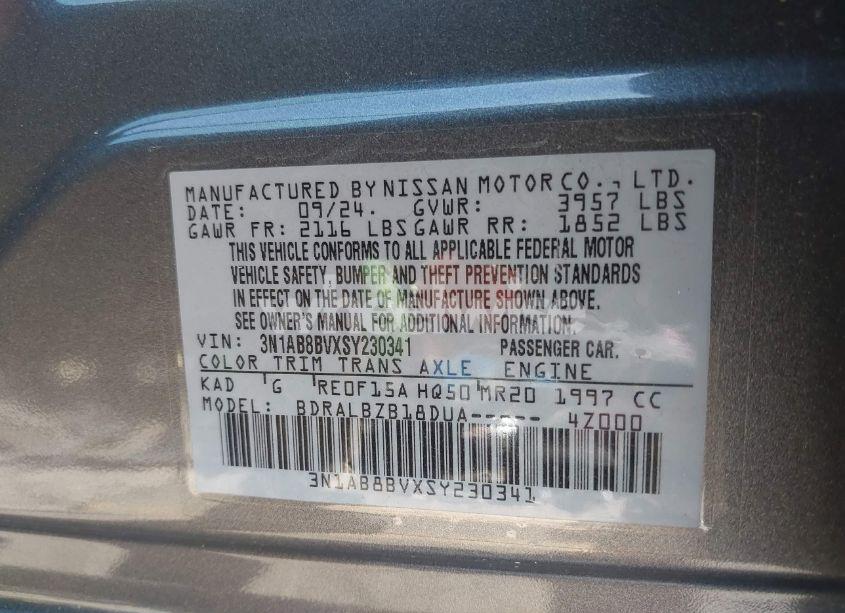 MANUFACTURED BY NISSAN MOTOR CO., LTD.
DATE: 09/24. GVWR: 3957 LBS
GAWR FR: 2116 LBS GAWR RR: 1852 LBS
THIS VEHICLE CONFORMS TO ALL APPLICABLE FEDERAL MOTOR
VEHICLE SAFETY, BUMPER AND THEFT PREVENTION STANDARDS
IN EFFECT ON THE DATE OF MANUFACTURE SHOWN ABOVE.
SEE OWNER'S MANUAL FOR ADDITIONAL INFORMATION.
VIN: 3N1AB8BVXSY230341 PASSENGER CAR.
COLOR TRIM TRANS AXLE ENGINE
KAD G RE0F15A HQ50 MR20 1997 CC
MODEL: BDRALBZB18DUA----- 4Z000
3N1AB8BVXSY230341